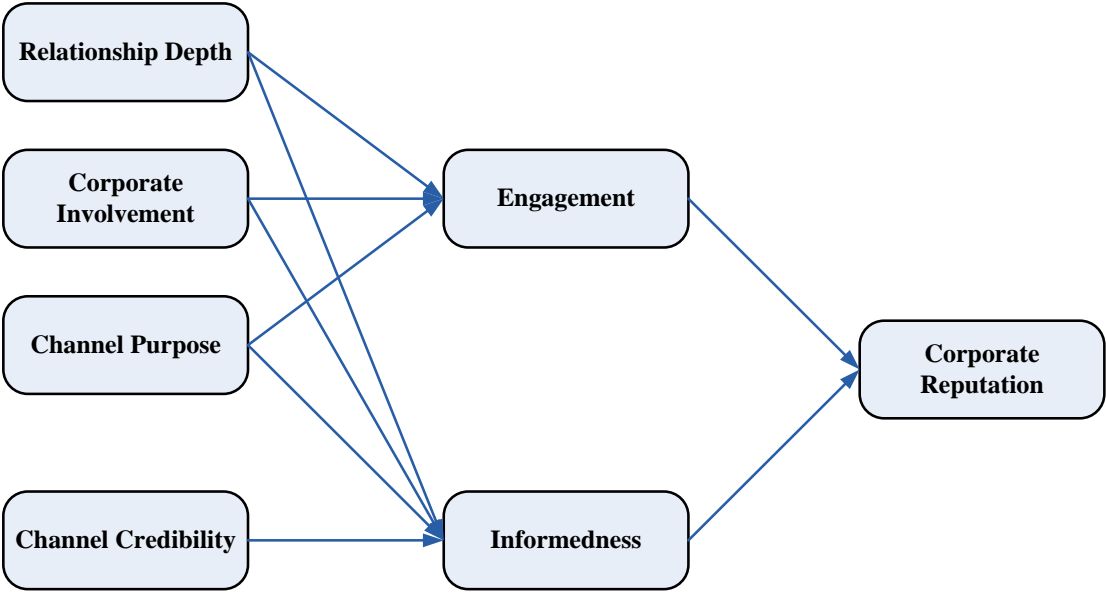 Relationship Depth
Corporate
Involvement
Engagement
Channel Purpose
Corporate
Reputation
Channel Credibility
Informedness